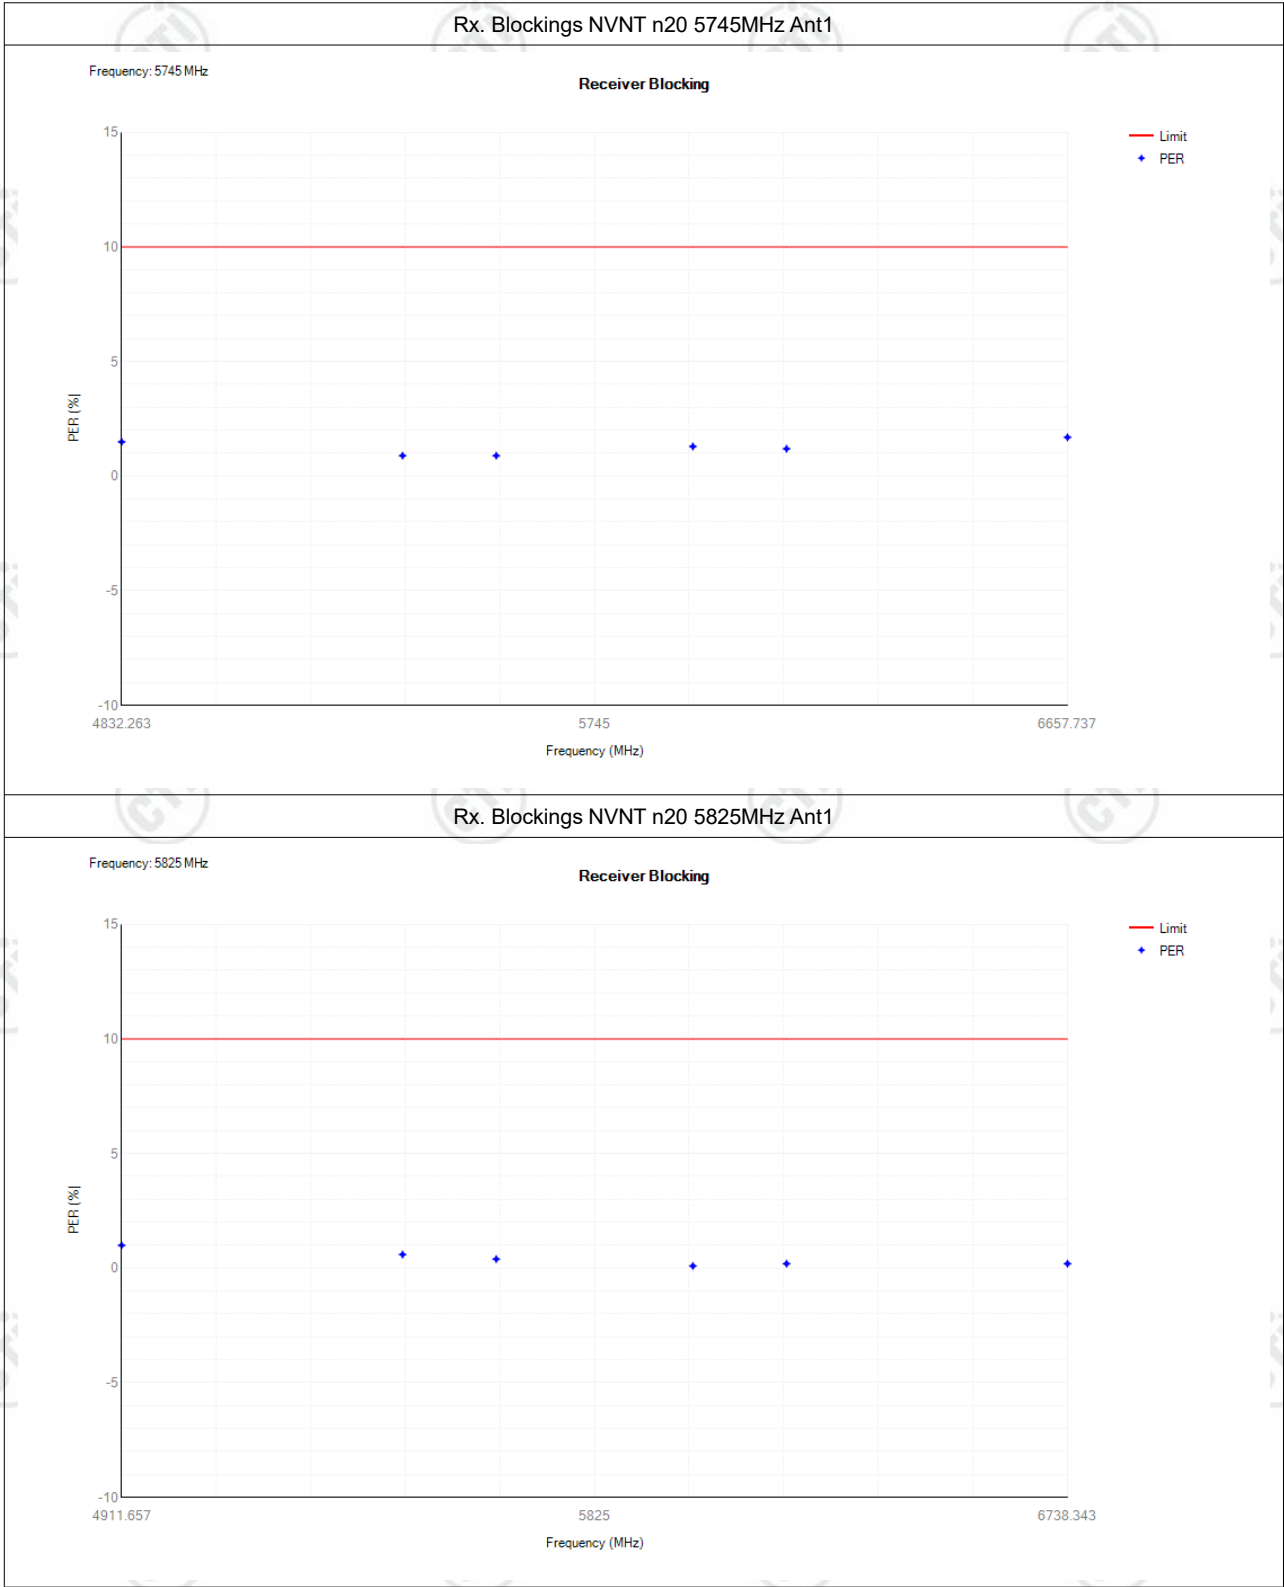 Rx. Blockings NVNT n20 5745MHz Ant1
Frequency: 5745 MHz
Receiver Blocking
15
10
5
0
-5
-10
PER (%)
4832.263 5745 6657.737
Frequency (MHz)
Limit
PER
Rx. Blockings NVNT n20 5825MHz Ant1
Frequency: 5825 MHz
Receiver Blocking
15
10
5
0
-5
-10
PER (%)
4911.657 5825 6738.343
Frequency (MHz)
Limit
PER